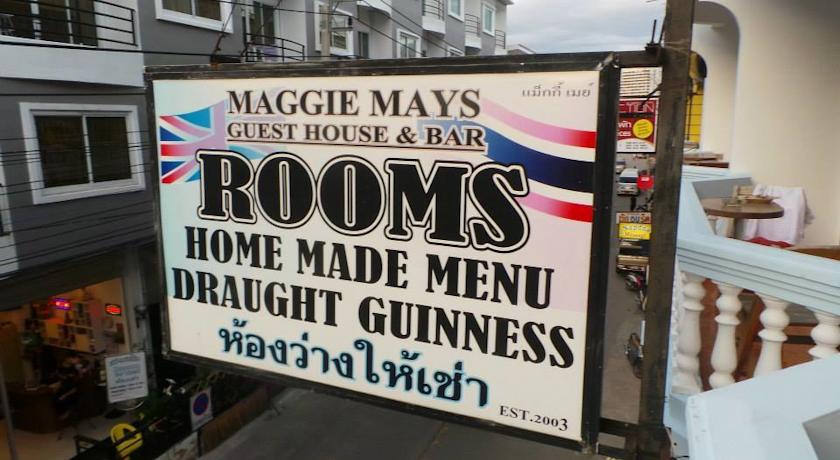 MAGGIE MAYS
แม็กกี้ เมย์
GUEST HOUSE & BAR
ROOMS
HOME MADE MENU
DRAUGHT GUINNESS
ห้องว่างให้เช่า
EST.2003